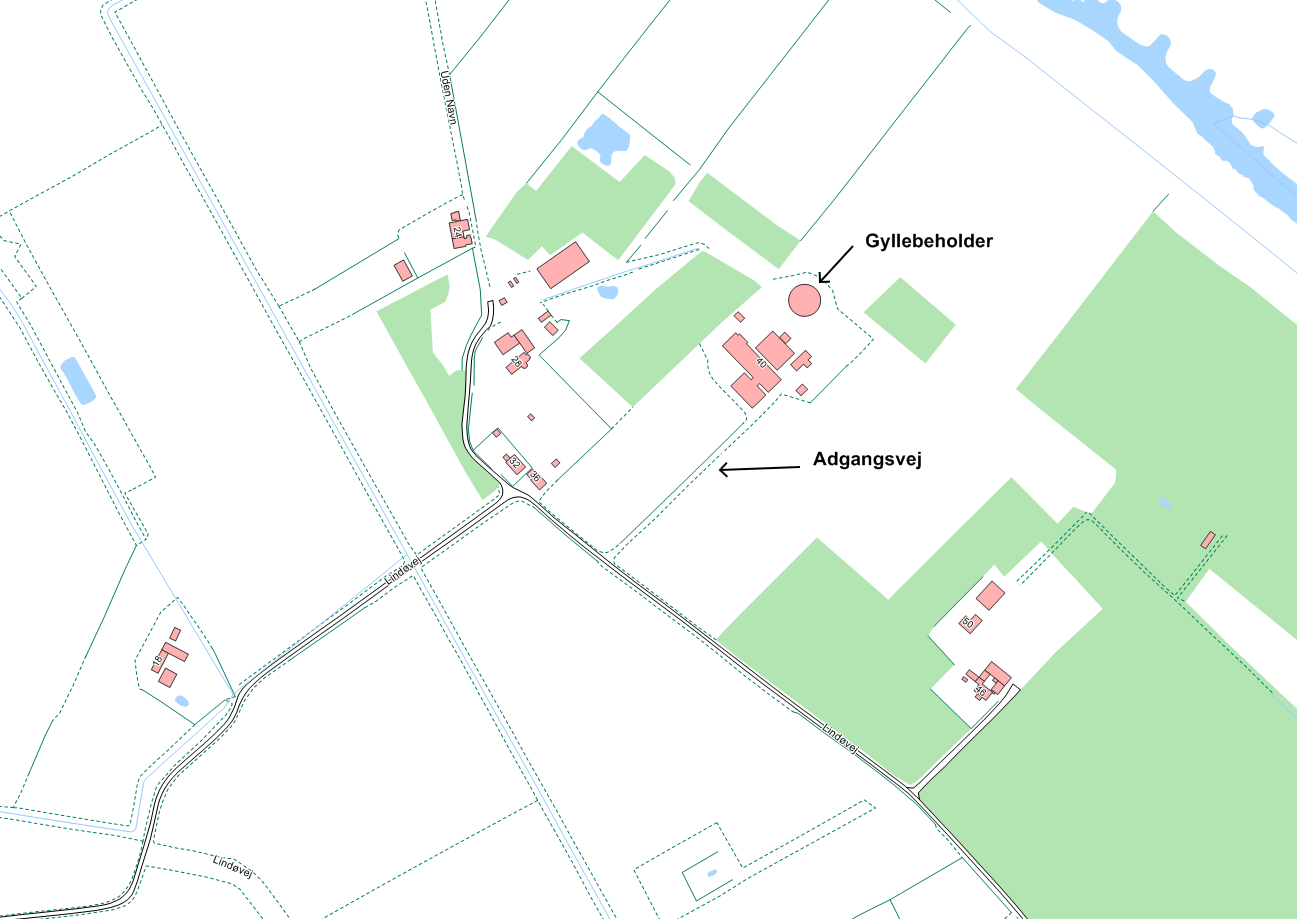 Uden Navn
24
Gyllebeholder
28
40
32
36
Adgangsvej
Lindøvej
18
50
46
Lindøvej
Lindøvej